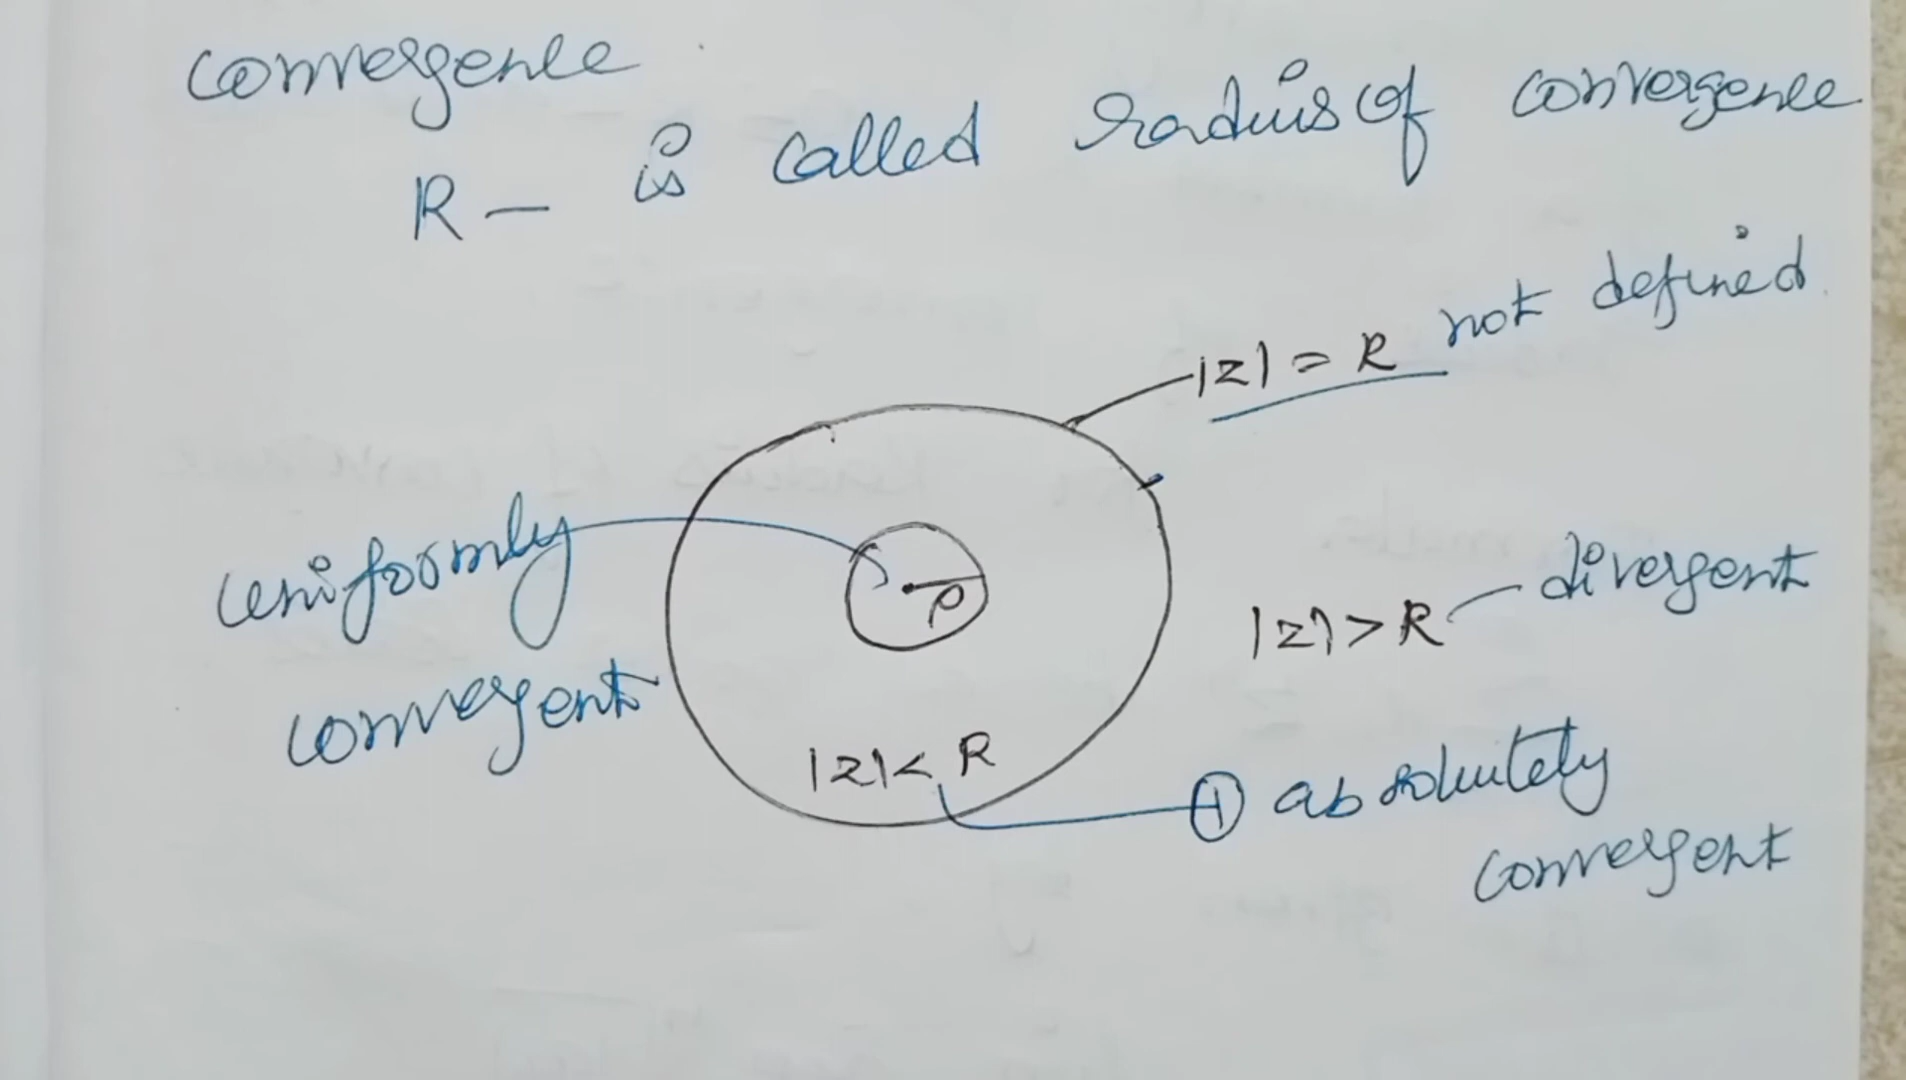 convergence
R – is called radius of convergence
|z| = R not defined
uniformly
convergent
ρ
|z| > R – divergent
|z| < R
① absolutely
convergent